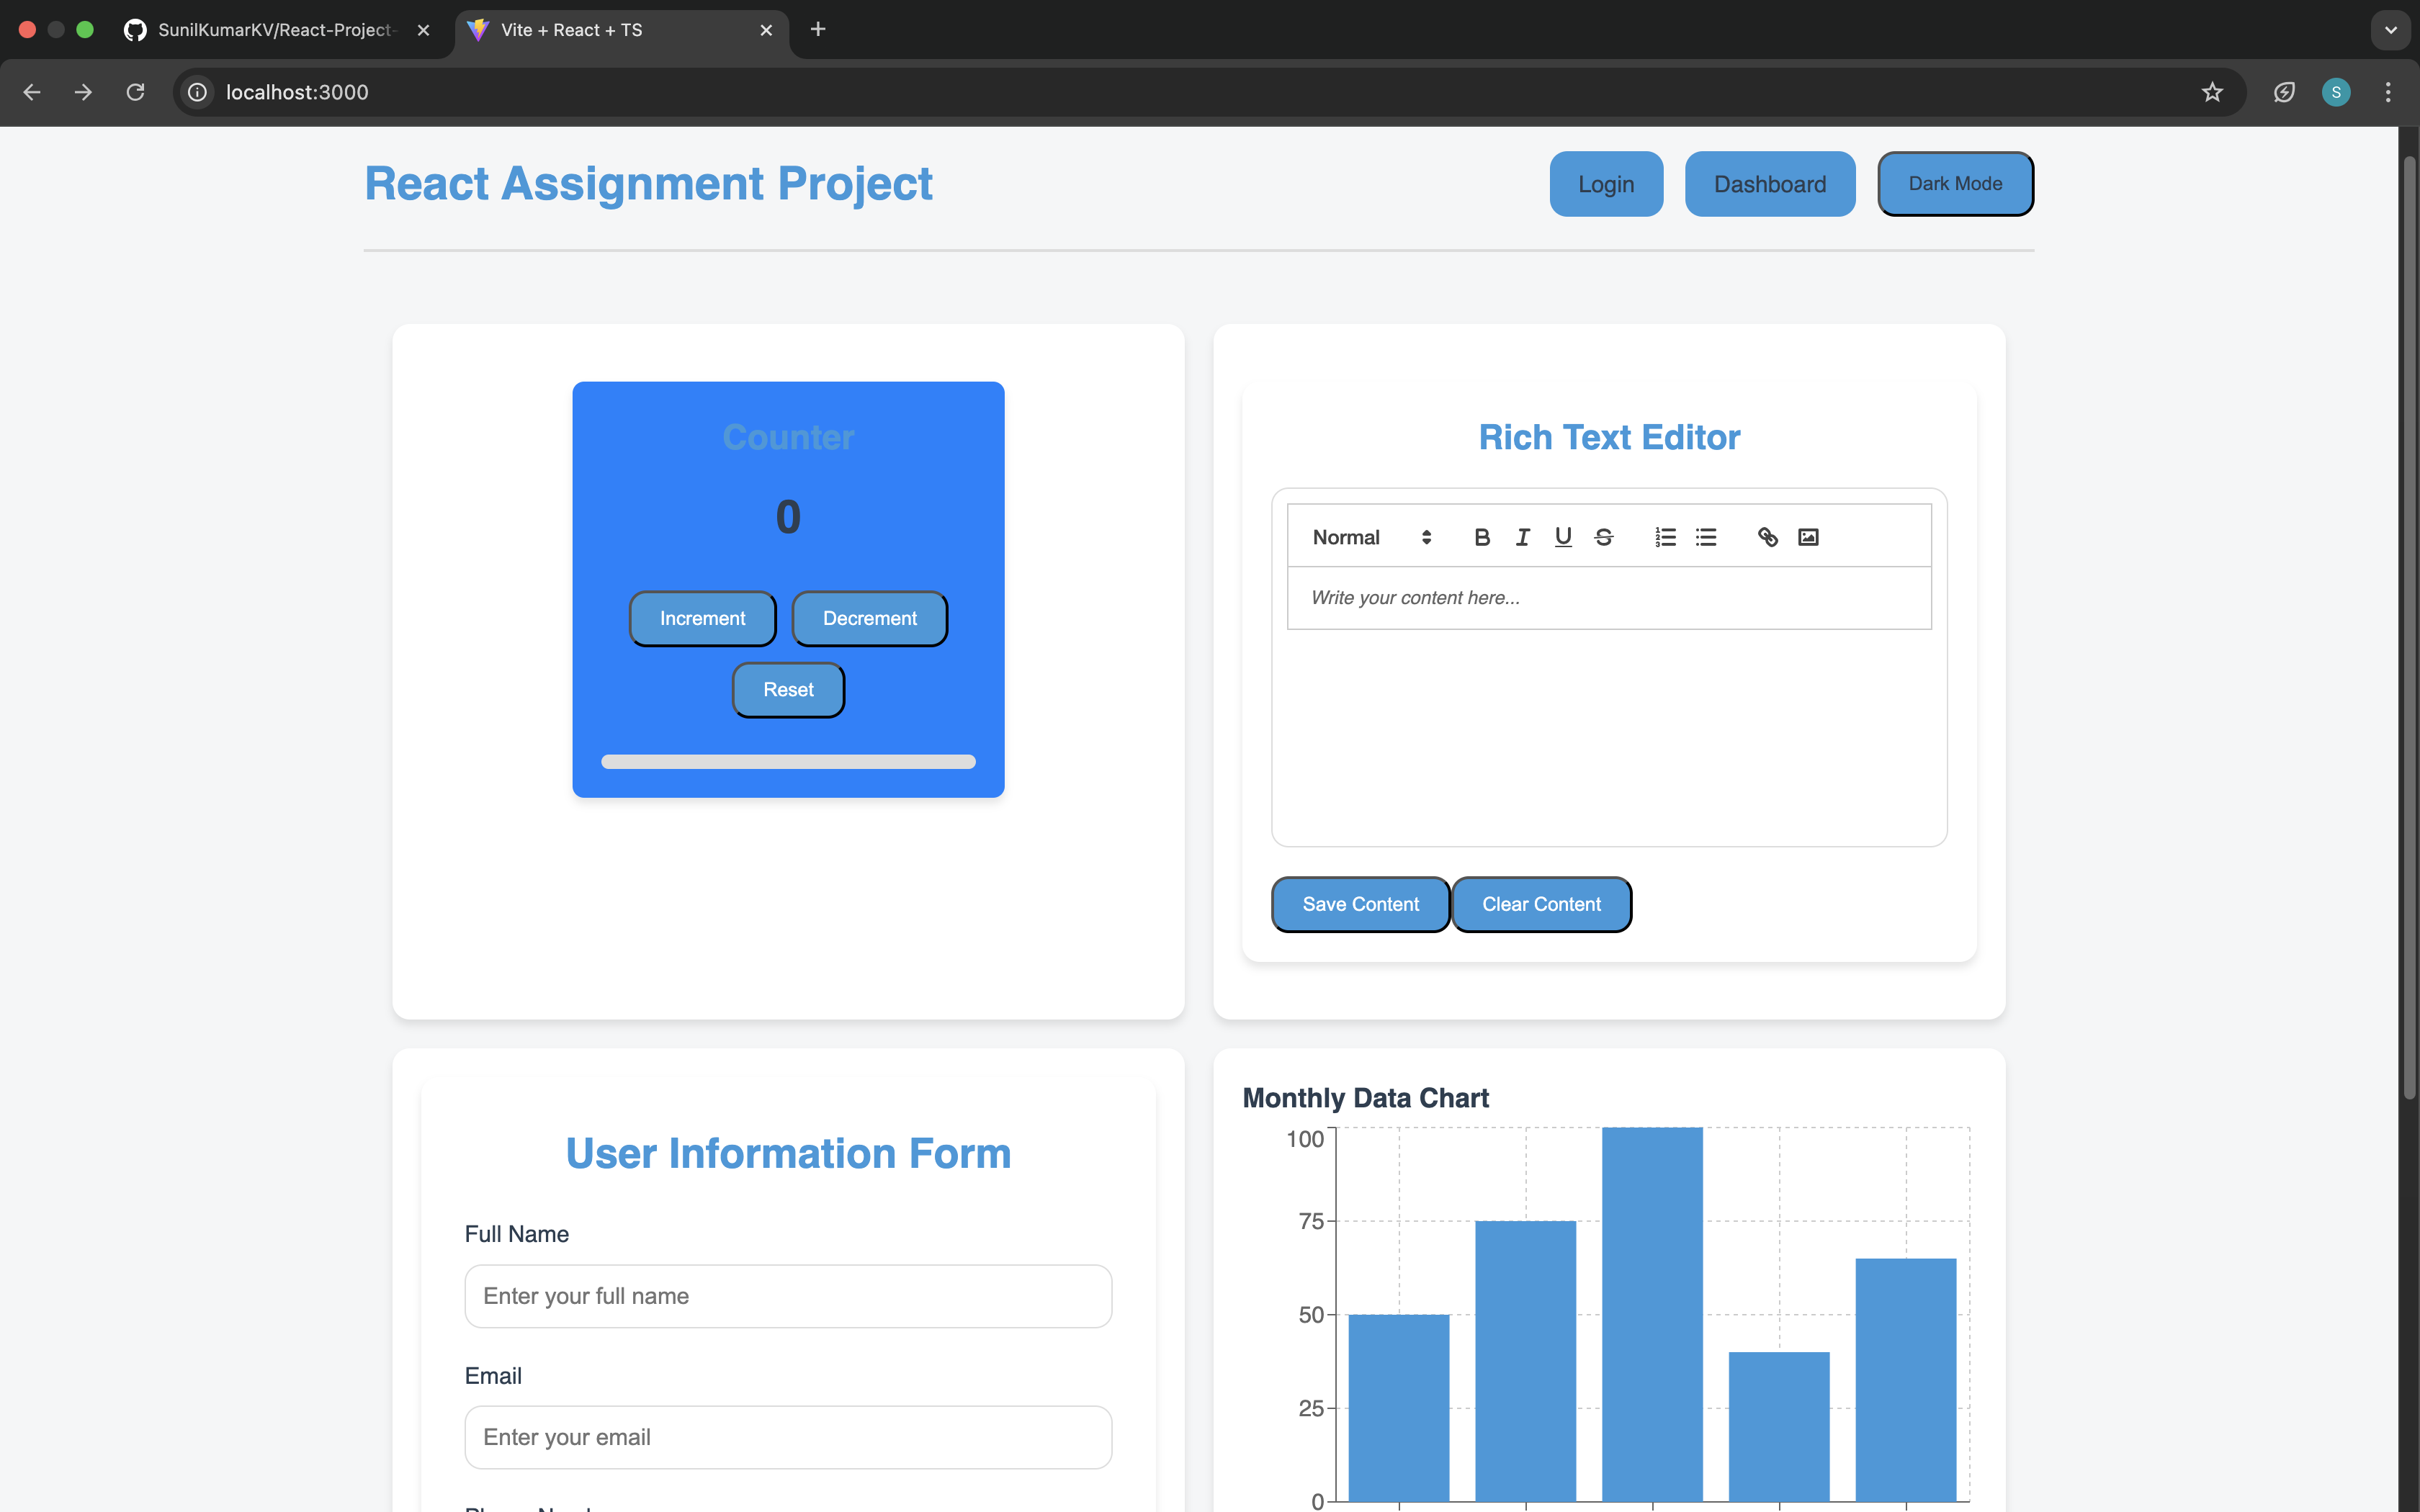 SunilKumarKV/React-Project-
Vite + React + TS
localhost:3000
S
React Assignment Project
Login
Dashboard
Dark Mode
Counter
0
Increment
Decrement
Reset
Rich Text Editor
Normal
B I U S
Write your content here...
Save Content
Clear Content
User Information Form
Full Name
Enter your full name
Email
Enter your email
Monthly Data Chart
100
75
50
25
0